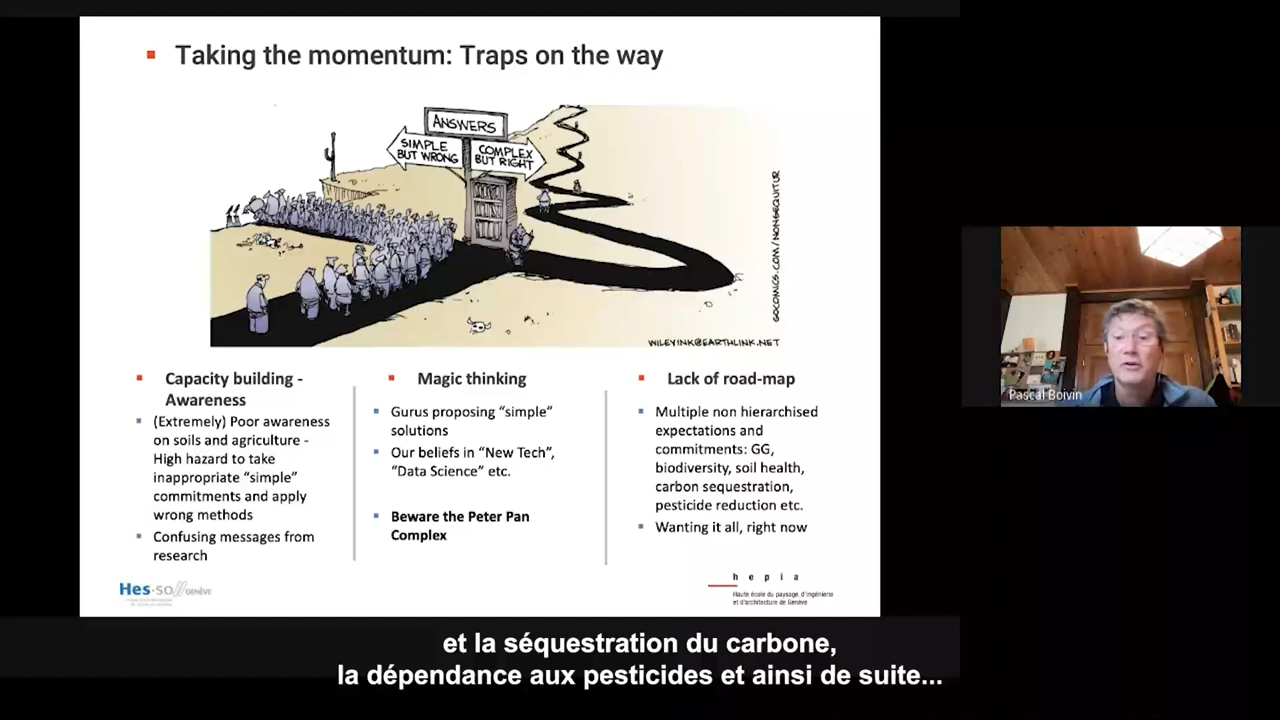 Taking the momentum: Traps on the way
ANSWERS
SIMPLE
BUT WRONG
COMPLEX
BUT RIGHT
GOCOMICS.COM/NONSEQUITUR
WILEYINK@EARTHLINK.NET
Capacity building -
Awareness
(Extremely) Poor awareness
on soils and agriculture -
High hazard to take
inappropriate “simple”
commitments and apply
wrong methods
Confusing messages from
research
Magic thinking
Gurus proposing “simple”
solutions
Our beliefs in “New Tech”,
“Data Science” etc.
Beware the Peter Pan
Complex
Lack of road-map
Multiple non hierarchised
expectations and
commitments: GG,
biodiversity, soil health,
carbon sequestration,
pesticide reduction etc.
Wanting it all, right now
Hes·so GENÈVE
h e p i a
Haute école du paysage, d'ingénierie
et d'architecture de Genève
Pascal Boivin
et la séquestration du carbone,
la dépendance aux pesticides et ainsi de suite...